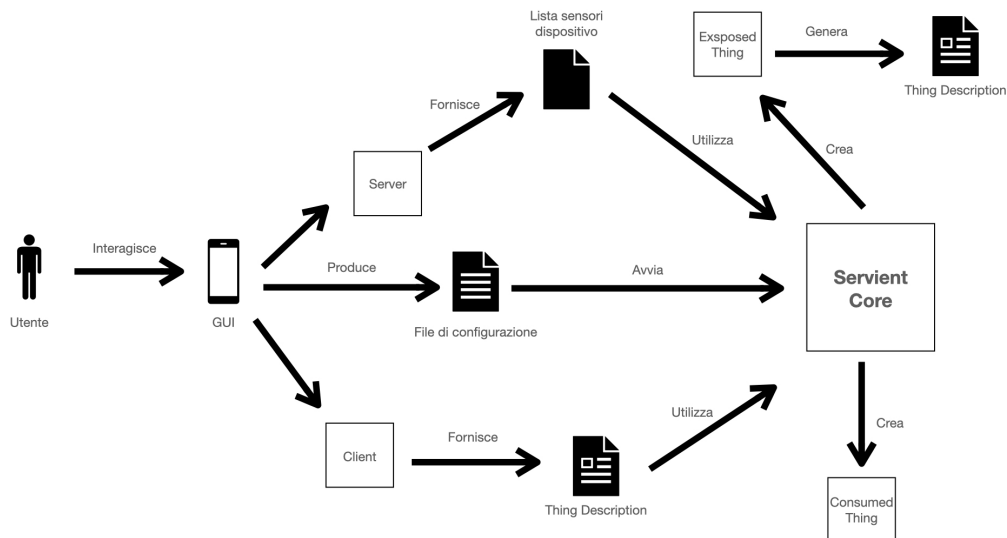 Lista sensori
dispositivo
Exsposed
Thing
Genera
Thing Description
Fornisce
Utilizza
Crea
Server
Interagisce
Produce
Avvia
Servient
Core
Utente
GUI
File di configurazione
Utilizza
Client
Fornisce
Crea
Thing Description
Consumed
Thing